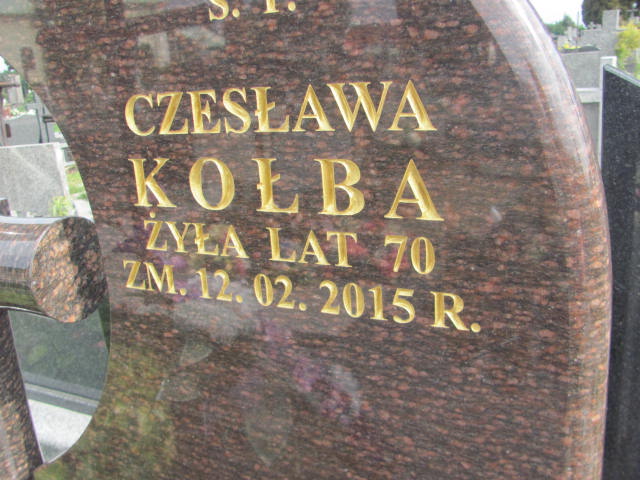 Ś. P.
CZESŁAWA
KOŁBA
ŻYŁA LAT 70
ZM. 12. 02. 2015 R.